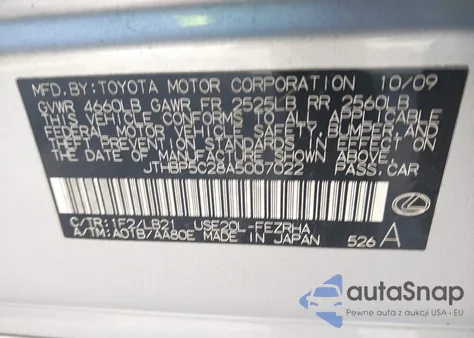 MFD.BY: TOYOTA MOTOR CORPORATION 10/09
GVWR 4660LB GAWR FR 2525LB RR 2560LB
THIS VEHICLE CONFORMS TO ALL APPLICABLE
FEDERAL MOTOR VEHICLE SAFETY, BUMPER, AND
THEFT PREVENTION STANDARDS IN EFFECT ON
THE DATE OF MANUFACTURE SHOWN ABOVE.
JTHBP5C28A5007022 PASS.CAR
C/TR: 1F2/LB21 USE20L-FEZRHA
A/TM: A01B/AA80E MADE IN JAPAN 526 A
autoSnap
Pewne auta z aukcji USA i EU